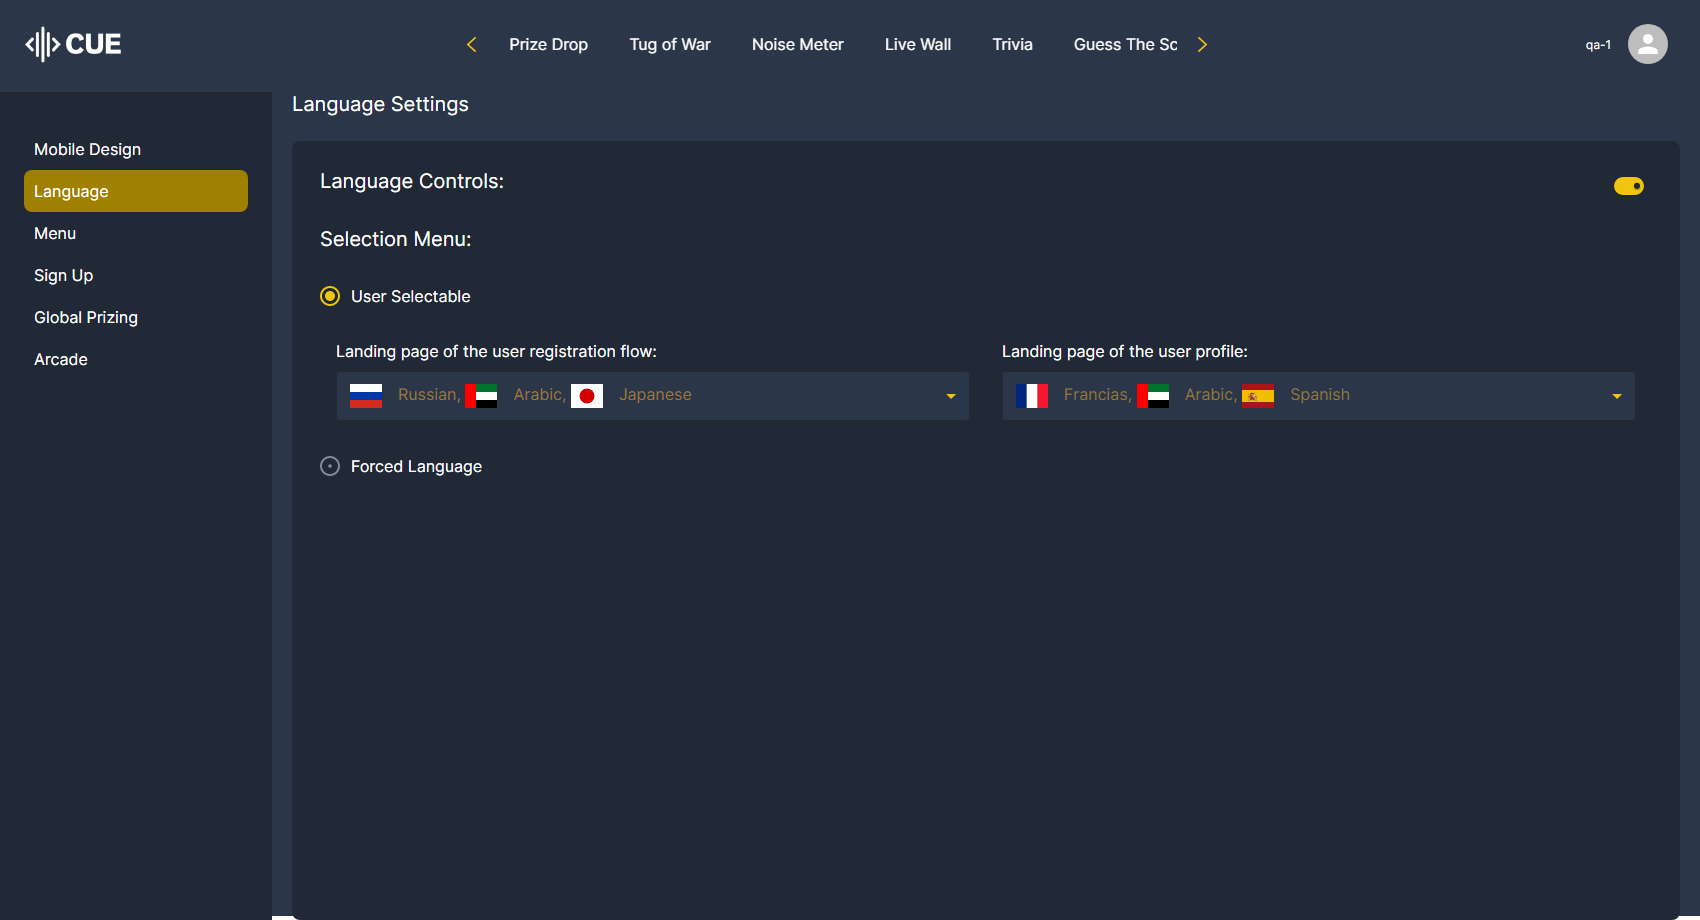 CUE
Prize Drop
Tug of War
Noise Meter
Live Wall
Trivia
Guess The Sc
qa-1
Mobile Design
Language
Menu
Sign Up
Global Prizing
Arcade
Language Settings
Language Controls:
Selection Menu:
User Selectable
Landing page of the user registration flow:
Russian, Arabic, Japanese
Landing page of the user profile:
Francias, Arabic, Spanish
Forced Language